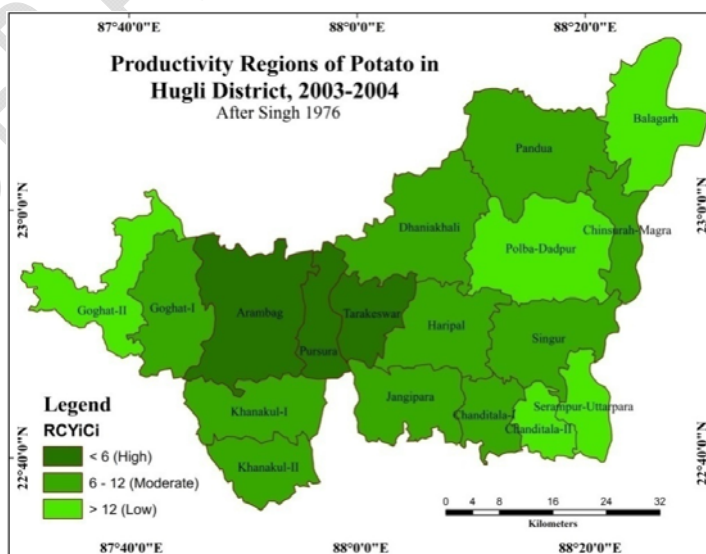 87°40'0"E
88°0'0"E
88°20'0"E
Productivity Regions of Potato in
Hugli District, 2003-2004
After Singh 1976
Balagarh
Pandua
23°0'0"N
23°0'0"N
Dhaniakhali
Chinsurah-Magra
Polba-Dadpur
Goghat-II
Goghat-I
Arambag
Tarakeswar
Pursura
Haripal
Singur
Jangipara
Serampur-Uttarpara
Khanakul-I
Chanditala-I
Chanditala-II
Khanakul-II
Legend
RCYiCi
< 6 (High)
6 - 12 (Moderate)
> 12 (Low)
22°40'0"N
22°40'0"N
0 4 8 16 24 32
Kilometers
87°40'0"E
88°0'0"E
88°20'0"E